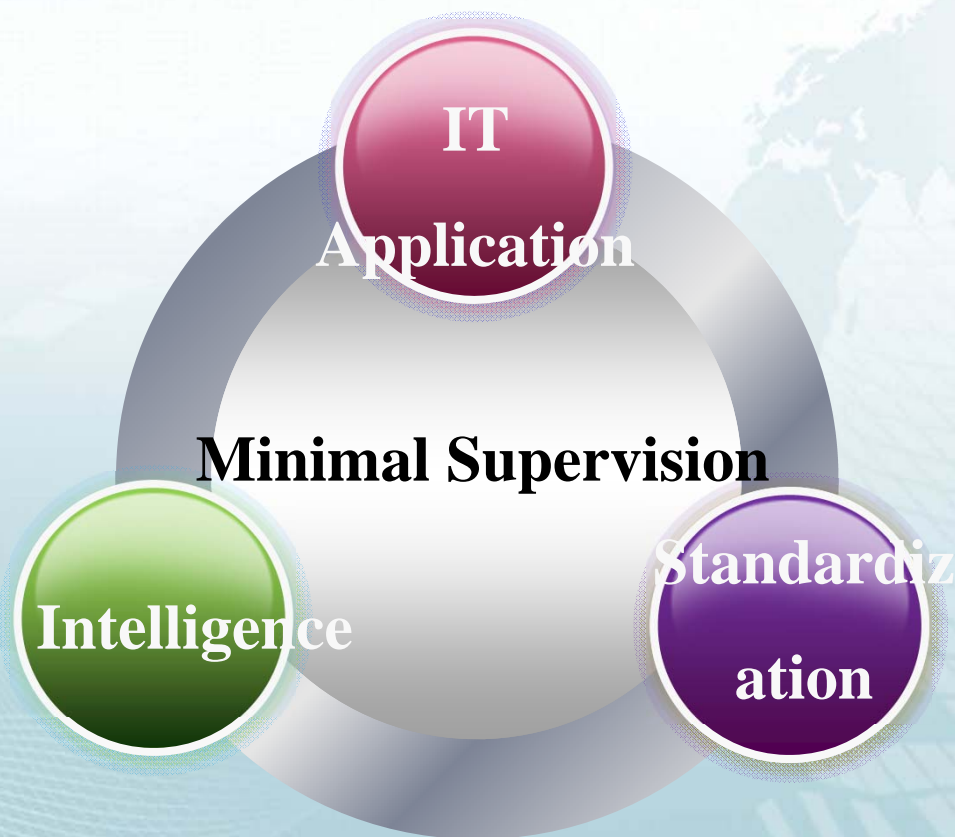 IT
Application
Minimal Supervision
Intelligence
Standardiz
ation